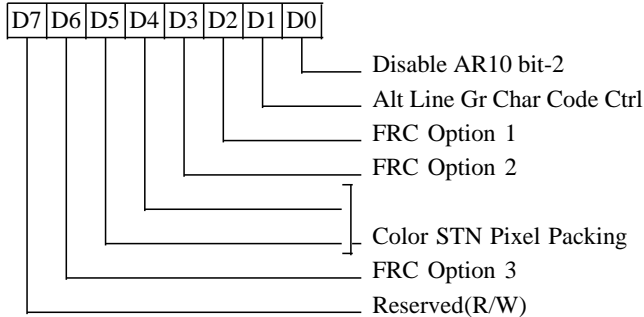 D7 D6 D5 D4 D3 D2 D1 D0
Disable AR10 bit-2
Alt Line Gr Char Code Ctrl
FRC Option 1
FRC Option 2
Color STN Pixel Packing
FRC Option 3
Reserved(R/W)